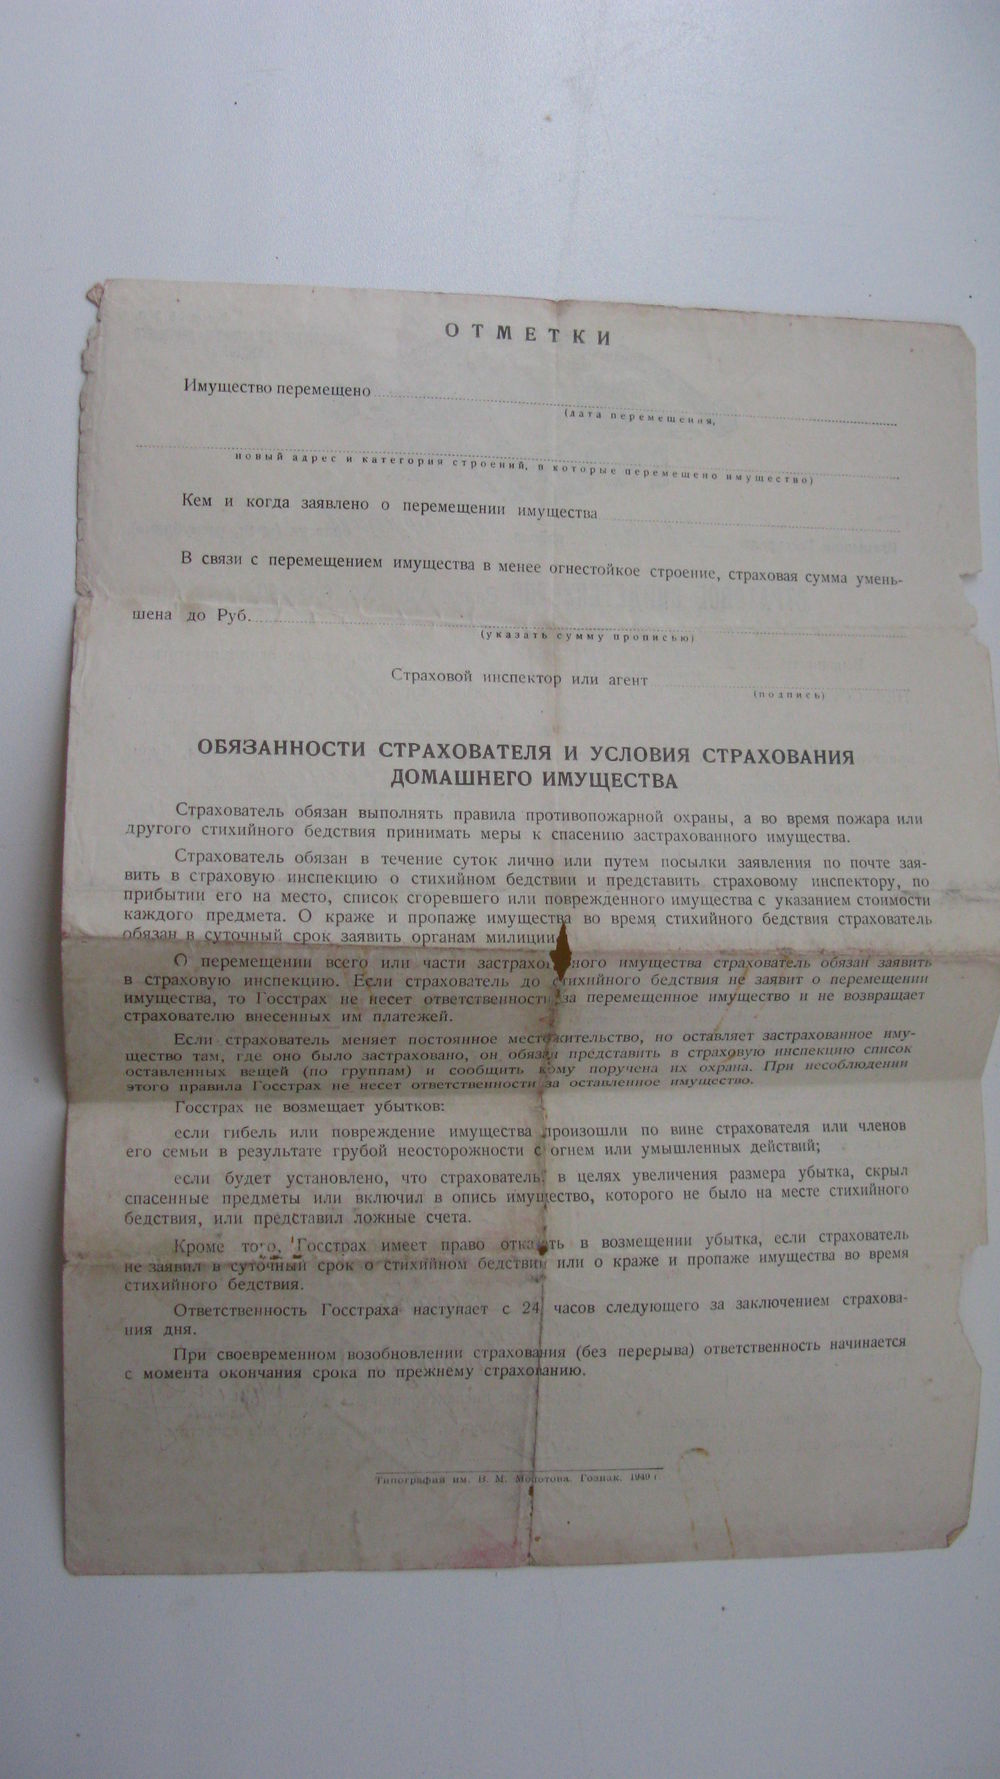 ОТМЕТКИ
Имущество перемещено
(дата перемещения,
новый адрес и категория строений, в которые перемещено имущество)
Кем и когда заявлено о перемещении имущества
В связи с перемещением имущества в менее огнестойкое строение, страховая сумма умень-
шена до Руб.
(указать сумму прописью)
Страховой инспектор или агент
(подпись)
ОБЯЗАННОСТИ СТРАХОВАТЕЛЯ И УСЛОВИЯ СТРАХОВАНИЯ
ДОМАШНЕГО ИМУЩЕСТВА
Страхователь обязан выполнять правила противопожарной охраны, а во время пожара или
другого стихийного бедствия принимать меры к спасению застрахованного имущества.
Страхователь обязан в течение суток лично или путем посылки заявления по почте зая-
вить в страховую инспекцию о стихийном бедствии и представить страховому инспектору, по
прибытии его на место, список сгоревшего или поврежденного имущества с указанием стоимости
каждого предмета. О краже и пропаже имущества во время стихийного бедствия страхователь
обязан в суточный срок заявить органам милиции
О перемещении всего или части застрахованного имущества страхователь обязан заявить
в страховую инспекцию. Если страхователь до стихийного бедствия не заявит о перемещении
имущества, то Госстрах не несет ответственности за перемещенное имущество и не возвращает
страхователю внесенных им платежей.
Если страхователь меняет постоянное местожительство, но оставляет застрахованное иму-
щество там, где оно было застраховано, он обязан представить в страховую инспекцию список
оставленных вещей (по группам) и сообщить кому поручена их охрана. При несоблюдении
этого правила Госстрах не несет ответственности за оставленное имущество.
Госстрах не возмещает убытков:
если гибель или повреждение имущества произошли по вине страхователя или членов
его семьи в результате грубой неосторожности с огнем или умышленных действий;
если будет установлено, что страхователь, в целях увеличения размера убытка, скрыл
спасенные предметы или включил в опись имущество, которого не было на месте стихийного
бедствия, или представил ложные счета.
Кроме того, Госстрах имеет право отказать в возмещении убытка, если страхователь
не заявил в суточный срок о стихийном бедствии или о краже и пропаже имущества во время
стихийного бедствия.
Ответственность Госстраха наступает с 24 часов следующего за заключением страхова-
ния дня.
При своевременном возобновлении страхования (без перерыва) ответственность начинается
с момента окончания срока по прежнему страхованию.
Типография им. В. М. Молотова. Гознак. 1949 г.